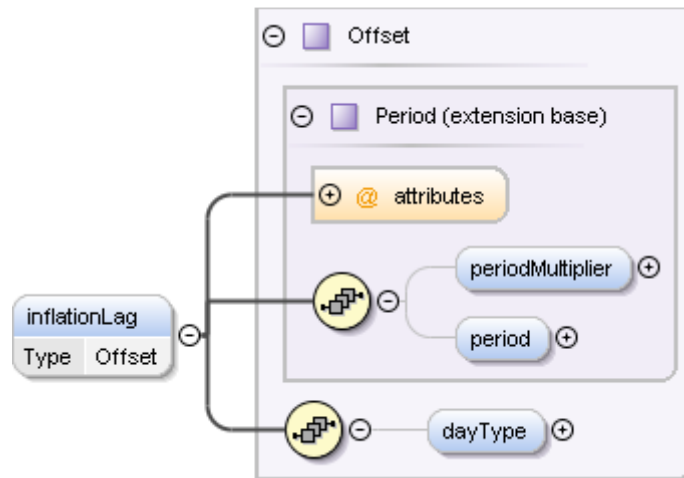 Offset
Period (extension base)
@ attributes
periodMultiplier
inflationLag
period
Type Offset
dayType